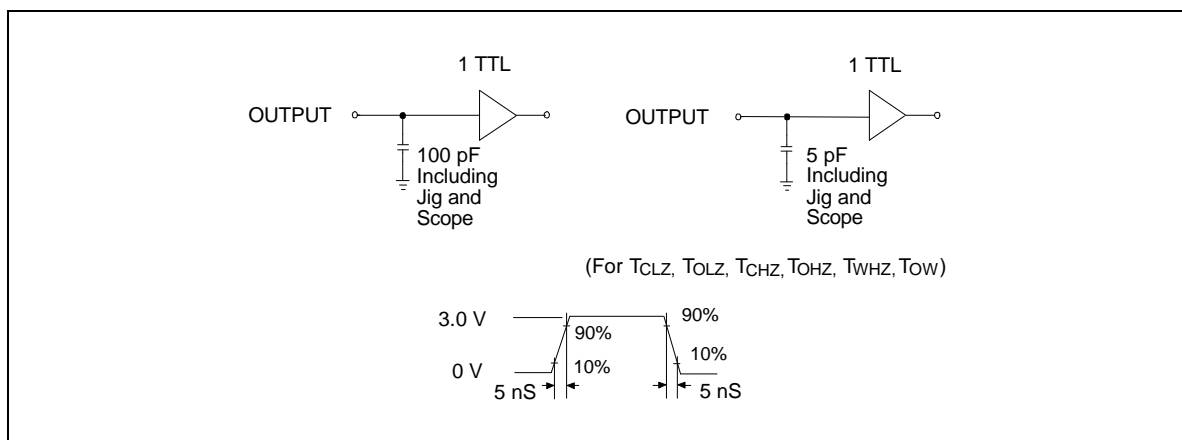 1 TTL
1 TTL
OUTPUT
OUTPUT
100 pF
Including
Jig and
Scope
5 pF
Including
Jig and
Scope
(For TCLZ, TOLZ, TCHZ, TOHZ, TWHZ, TOW)
3.0 V
90%
90%
0 V
10%
10%
5 nS
5 nS